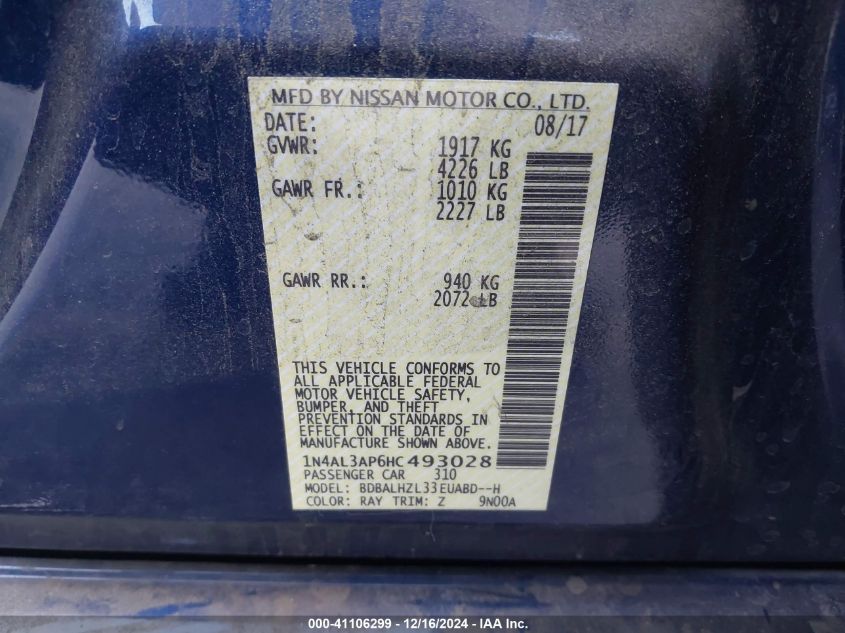 MFD BY NISSAN MOTOR CO., LTD.
DATE: 08/17
GVWR: 1917 KG
4226 LB
GAWR FR.: 1010 KG
2227 LB
GAWR RR.: 940 KG
2072 LB
THIS VEHICLE CONFORMS TO
ALL APPLICABLE FEDERAL
MOTOR VEHICLE SAFETY,
BUMPER, AND THEFT
PREVENTION STANDARDS IN
EFFECT ON THE DATE OF
MANUFACTURE SHOWN ABOVE.
1N4AL3AP6HC493028
PASSENGER CAR 310
MODEL: BDBALHZL33EUABD--H
COLOR: RAY TRIM: Z 9N00A
000-41106299 - 12/16/2024 - IAA Inc.